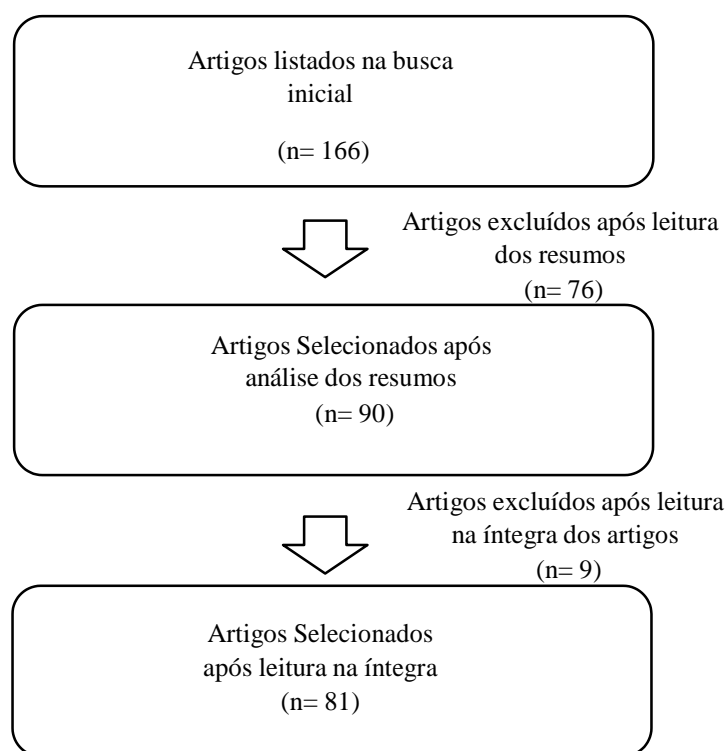 Artigos listados na busca
inicial
(n= 166)
Artigos excluídos após leitura
dos resumos
(n= 76)
Artigos Selecionados após
análise dos resumos
(n= 90)
Artigos excluídos após leitura
na íntegra dos artigos
(n= 9)
Artigos Selecionados
após leitura na íntegra
(n= 81)